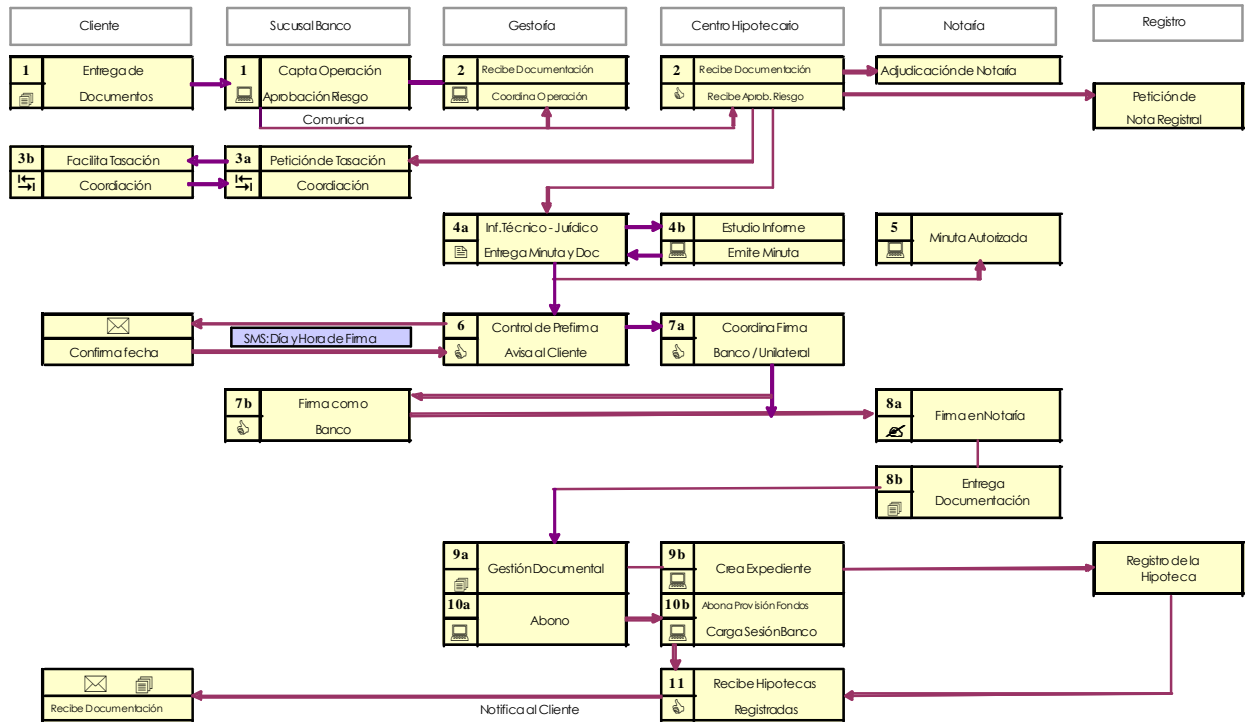 Cliente
Sucusal Banco
Gestoría
Centro Hipotecario
Notaría
Registro
1
Entrega de
Documentos
1
Capta Operación
Aprobación Riesgo
2
Recibe Documentación
Coordina Operación
2
Recibe Documentación
Recibe Aprob. Riesgo
Adjudicación de Notaría
Petición de
Nota Registral
Comunica
3b
Facilita Tasación
Coordiación
3a
Petición de Tasación
Coordiación
4a
Inf. Técnico - Jurídico
Entrega Minuta y Doc
4b
Estudio Informe
Emite Minuta
5
Minuta Autorizada
Confirma fecha
SMS: Día y Hora de Firma
6
Control de Prefirma
Avisa al Cliente
7a
Coordina Firma
Banco / Unilateral
7b
Firma como
Banco
8a
Firma en Notaría
8b
Entrega
Documentación
9a
Gestión Documental
9b
Crea Expediente
Registro de la
Hipoteca
10a
Abono
10b
Abona Provisión Fondos
Carga Sesión Banco
Recibe Documentación
Notifica al Cliente
11
Recibe Hipotecas
Registradas